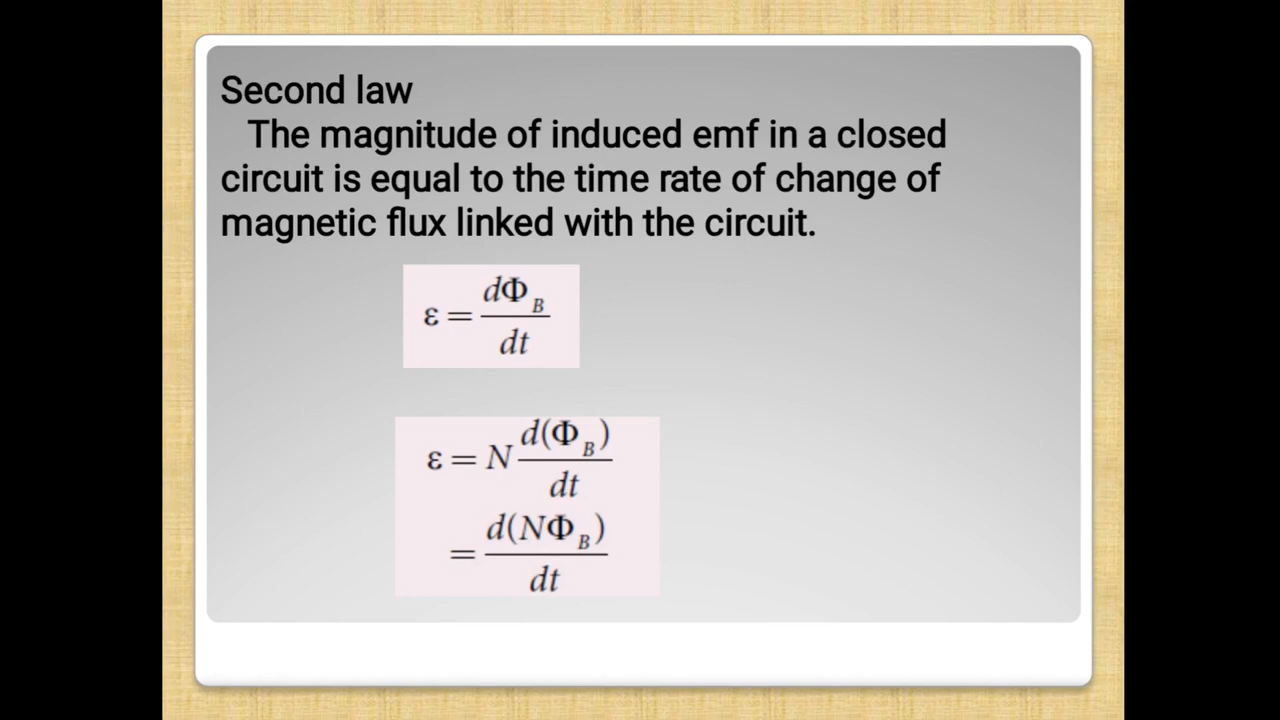 Second law
The magnitude of induced emf in a closed
circuit is equal to the time rate of change of
magnetic flux linked with the circuit.
ε = dΦ_B / dt
ε = N d(Φ_B) / dt
= d(NΦ_B) / dt